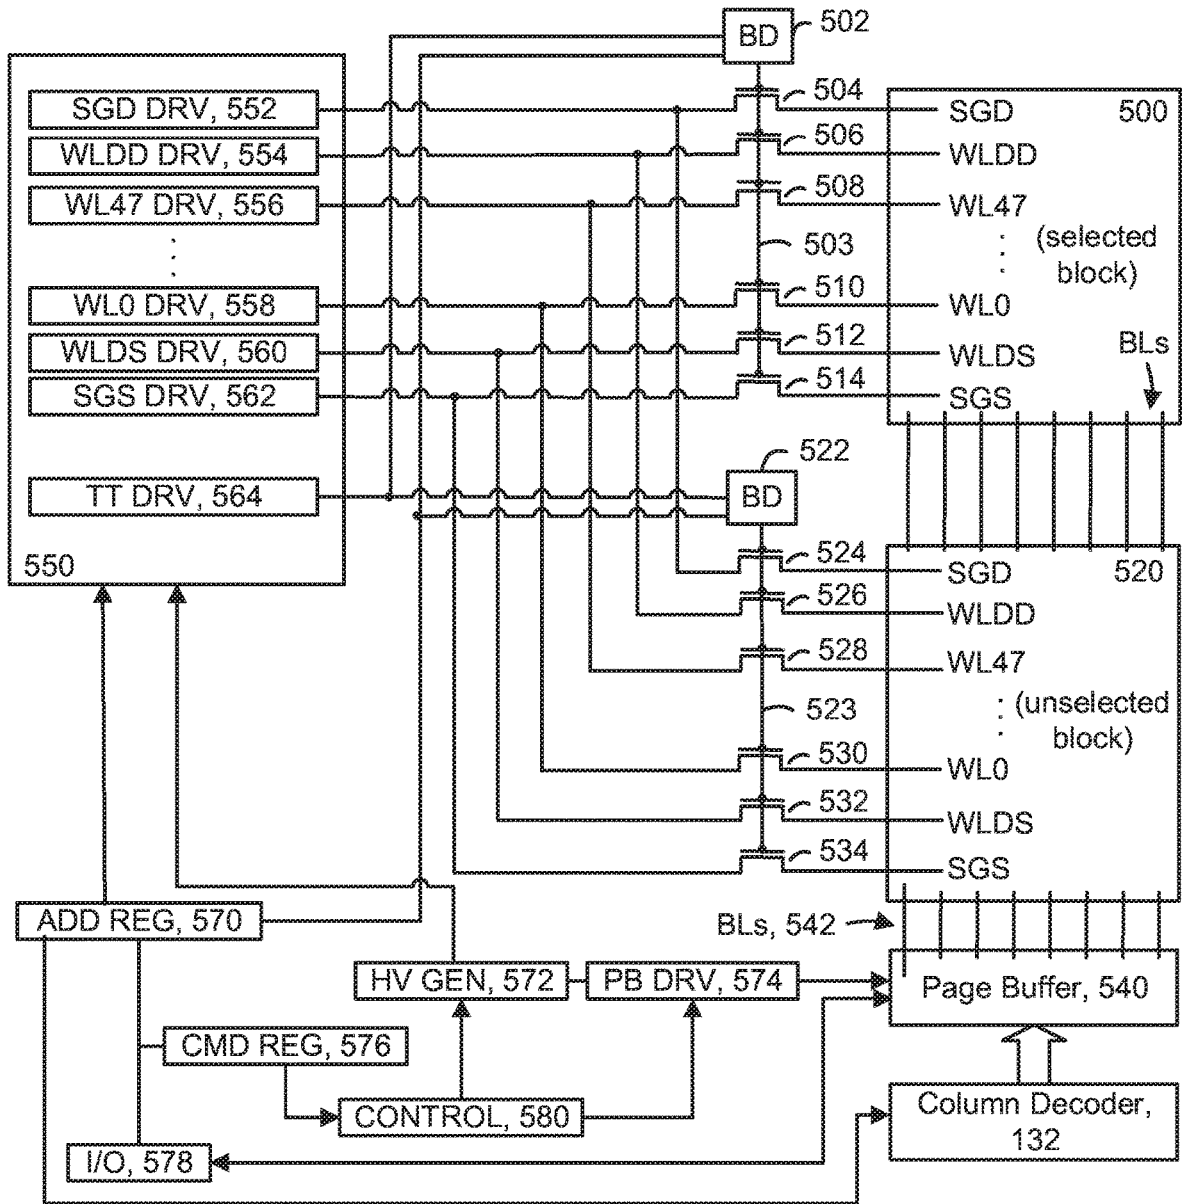 BD
502
SGD DRV, 552
WLDD DRV, 554
WL47 DRV, 556
WL0 DRV, 558
WLDS DRV, 560
SGS DRV, 562
TT DRV, 564
550
504
506
508
503
510
512
514
SGD
500
WLDD
WL47
(selected
block)
WL0
WLDS
BLs
SGS
BD
522
524
526
528
523
530
532
534
SGD
520
WLDD
WL47
(unselected
block)
WL0
WLDS
SGS
BLs, 542
ADD REG, 570
HV GEN, 572
PB DRV, 574
Page Buffer, 540
CMD REG, 576
CONTROL, 580
I/O, 578
Column Decoder,
132